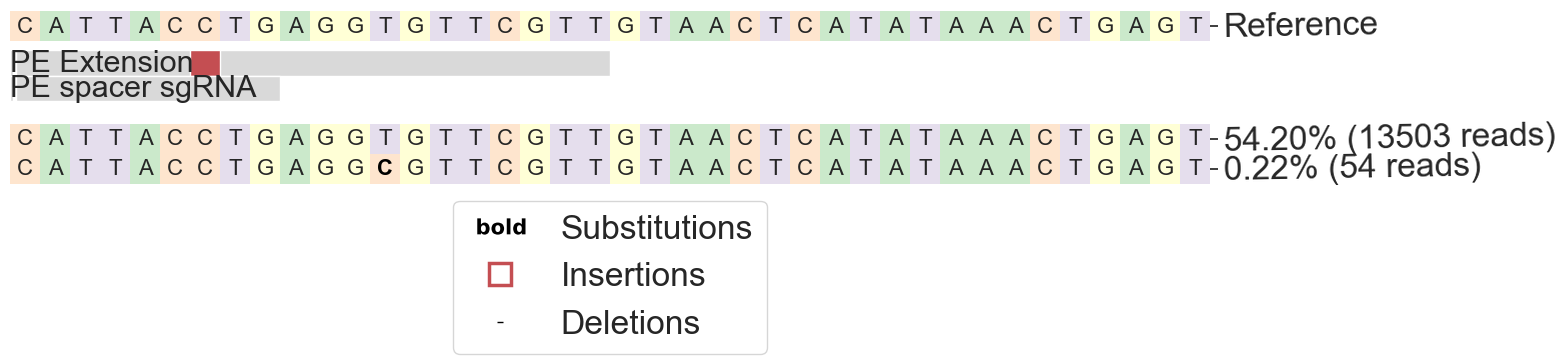 C A T T A C C T G A G G T G T T C G T T G T A A C T C A T A T A A A C T G A G T Reference
PE Extension
PE spacer sgRNA
C A T T A C C T G A G G T G T T C G T T G T A A C T C A T A T A A A C T G A G T 54.20% (13503 reads)
C A T T A C C T G A G G C G T T C G T T G T A A C T C A T A T A A A C T G A G T 0.22% (54 reads)
bold Substitutions
Insertions
- Deletions